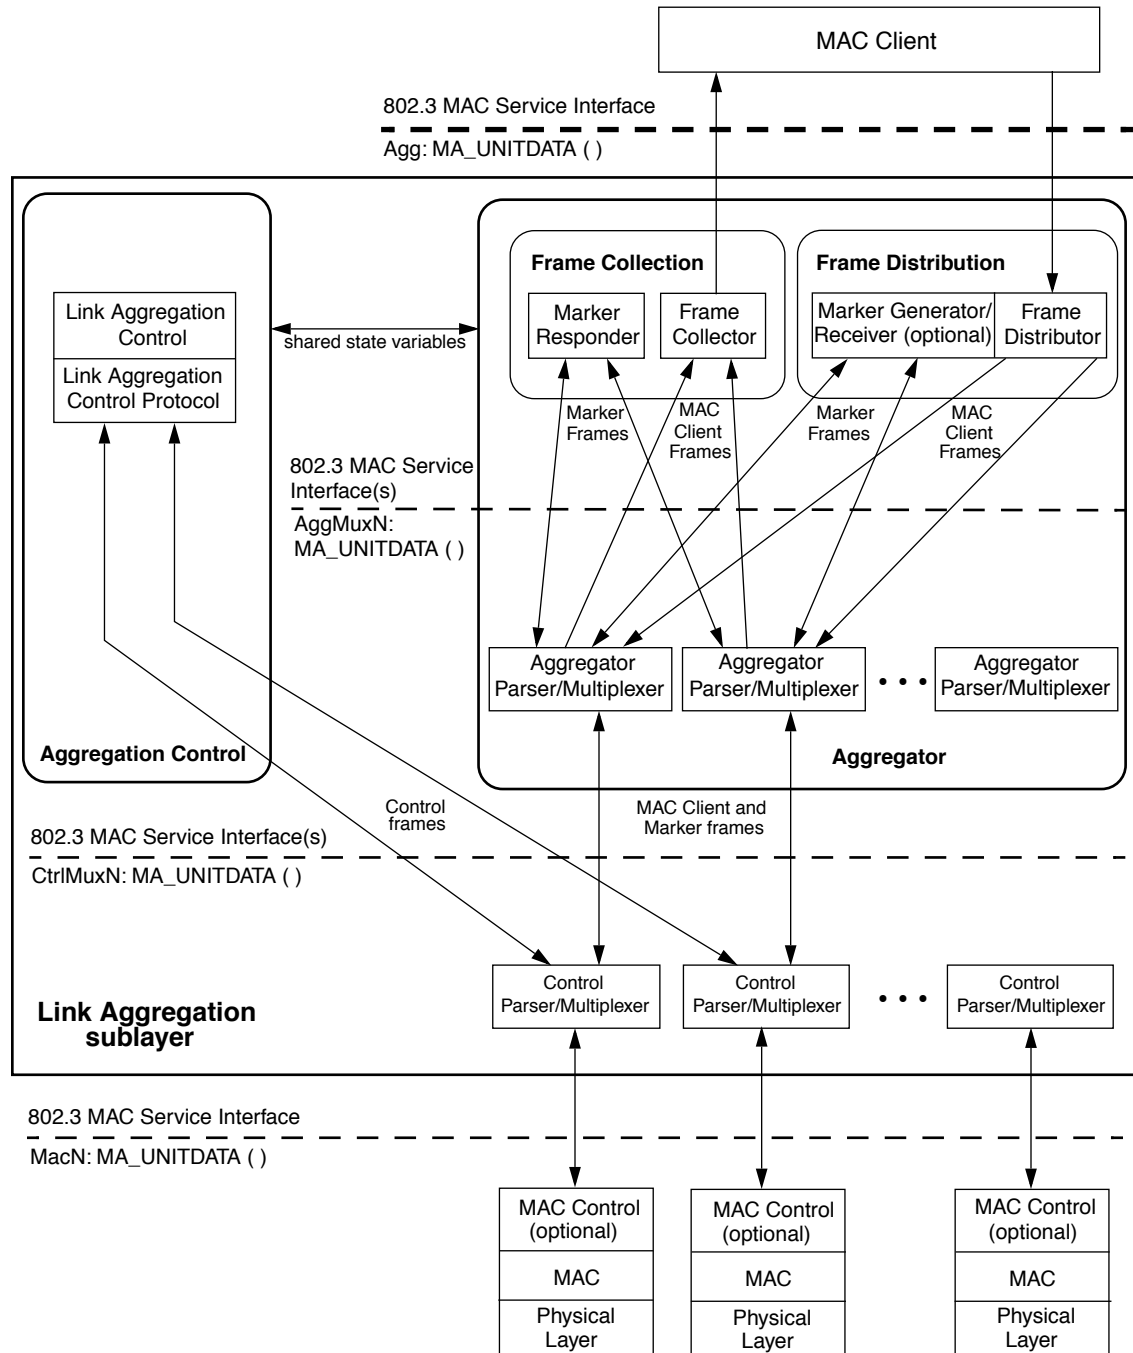 MAC Client
802.3 MAC Service Interface
Agg: MA_UNITDATA ( )
Frame Collection
Frame Distribution
Link Aggregation
Control
Link Aggregation
Control Protocol
shared state variables
Marker
Responder
Frame
Collector
Marker Generator/
Receiver (optional)
Frame
Distributor
Marker
Frames
MAC
Client
Frames
Marker
Frames
MAC
Client
Frames
802.3 MAC Service
Interface(s)
AggMuxN:
MA_UNITDATA ( )
Aggregator
Parser/Multiplexer
Aggregator
Parser/Multiplexer
• • •
Aggregator
Parser/Multiplexer
Aggregation Control
Aggregator
Control
frames
MAC Client and
Marker frames
802.3 MAC Service Interface(s)
CtrlMuxN: MA_UNITDATA ( )
Control
Parser/Multiplexer
Control
Parser/Multiplexer
• • •
Control
Parser/Multiplexer
Link Aggregation
sublayer
802.3 MAC Service Interface
MacN: MA_UNITDATA ( )
MAC Control
(optional)
MAC
Physical
Layer
MAC Control
(optional)
MAC
Physical
Layer
MAC Control
(optional)
MAC
Physical
Layer